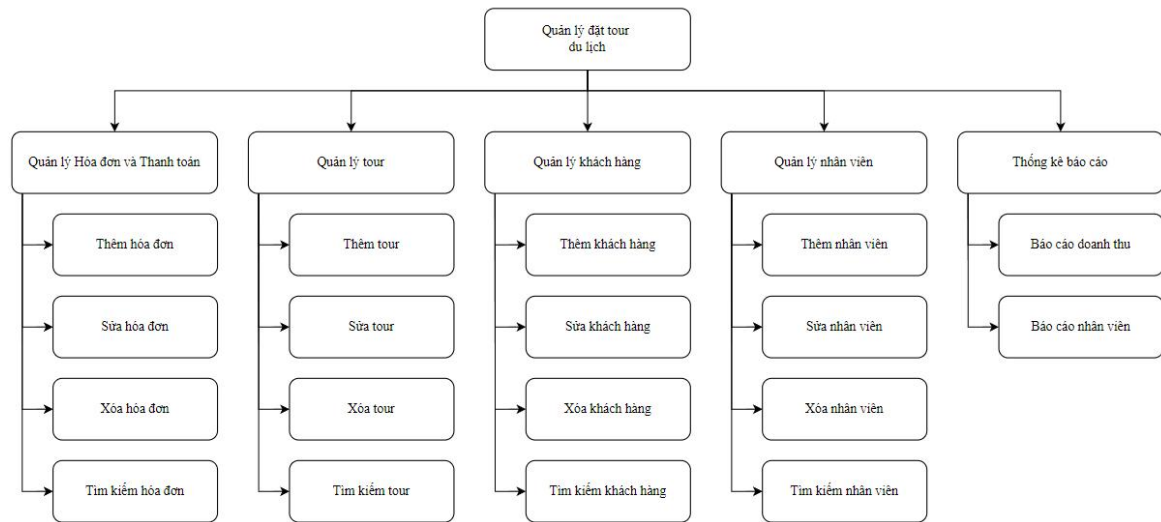 Quản lý đặt tour
du lịch
Quản lý Hóa đơn và Thanh toán
Quản lý tour
Quản lý khách hàng
Quản lý nhân viên
Thống kê báo cáo
Thêm hóa đơn
Thêm tour
Thêm khách hàng
Thêm nhân viên
Báo cáo doanh thu
Sửa hóa đơn
Sửa tour
Sửa khách hàng
Sửa nhân viên
Báo cáo nhân viên
Xóa hóa đơn
Xóa tour
Xóa khách hàng
Xóa nhân viên
Tìm kiếm hóa đơn
Tìm kiếm tour
Tìm kiếm khách hàng
Tìm kiếm nhân viên